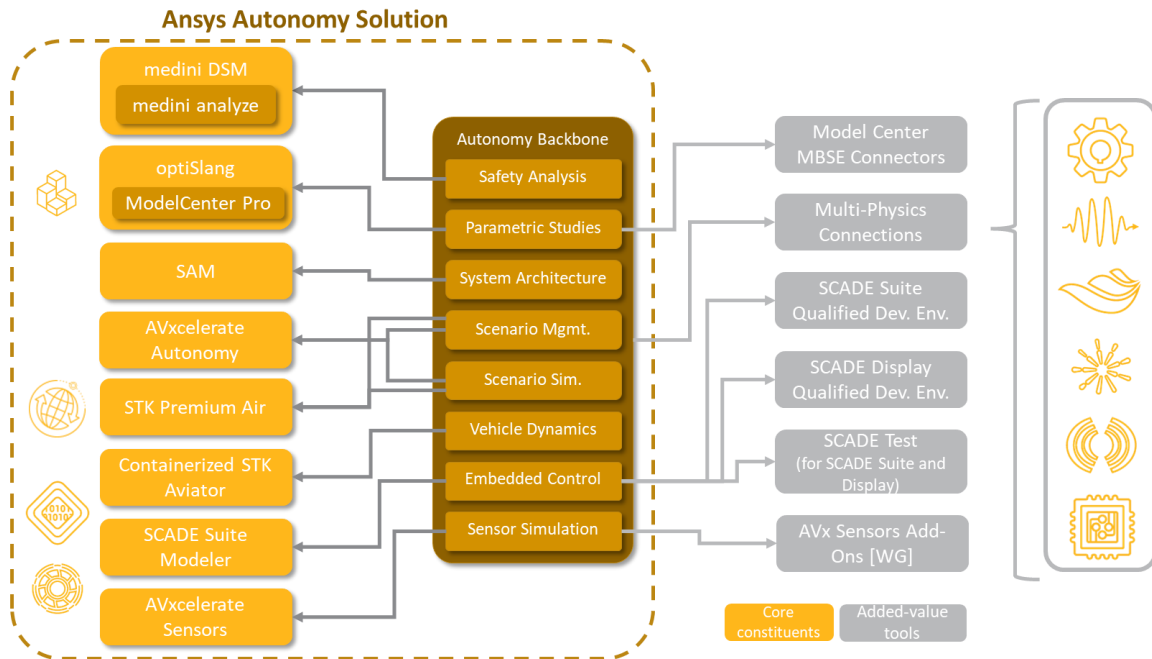 Ansys Autonomy Solution
medini DSM
medini analyze
optiSlang
ModelCenter Pro
SAM
AVxcelerate
Autonomy
STK Premium Air
Containerized STK
Aviator
SCADE Suite
Modeler
AVxcelerate
Sensors
Autonomy Backbone
Safety Analysis
Parametric Studies
System Architecture
Scenario Mgmt.
Scenario Sim.
Vehicle Dynamics
Embedded Control
Sensor Simulation
Model Center
MBSE Connectors
Multi-Physics
Connections
SCADE Suite
Qualified Dev. Env.
SCADE Display
Qualified Dev. Env.
SCADE Test
(for SCADE Suite and
Display)
AVx Sensors Add-
Ons [WG]
Core
constituents
Added-value
tools